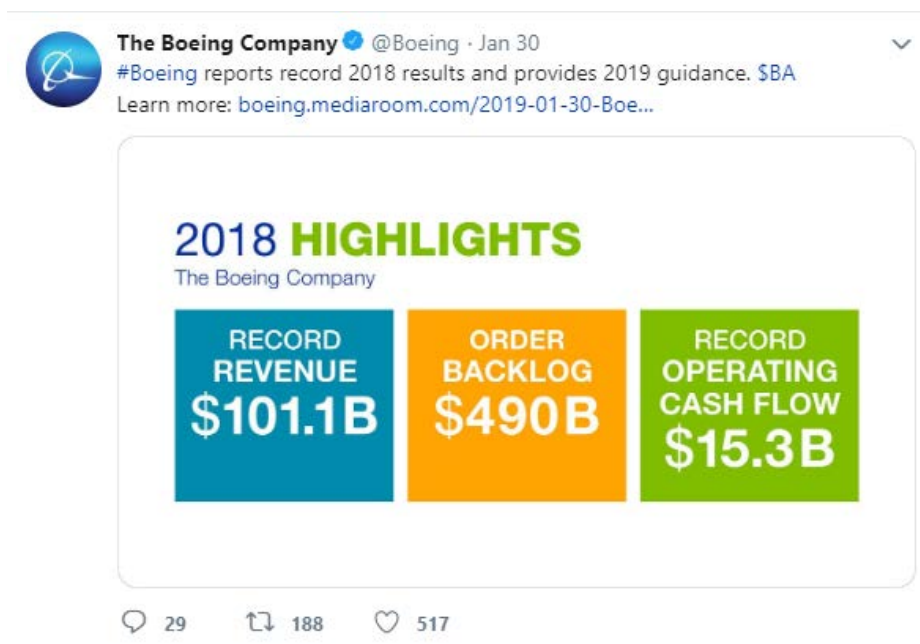 The Boeing Company @Boeing · Jan 30
#Boeing reports record 2018 results and provides 2019 guidance. $BA
Learn more: boeing.mediaroom.com/2019-01-30-Boe...
2018 HIGHLIGHTS
The Boeing Company
RECORD
REVENUE
$101.1B
ORDER
BACKLOG
$490B
RECORD
OPERATING
CASH FLOW
$15.3B
29 188 517